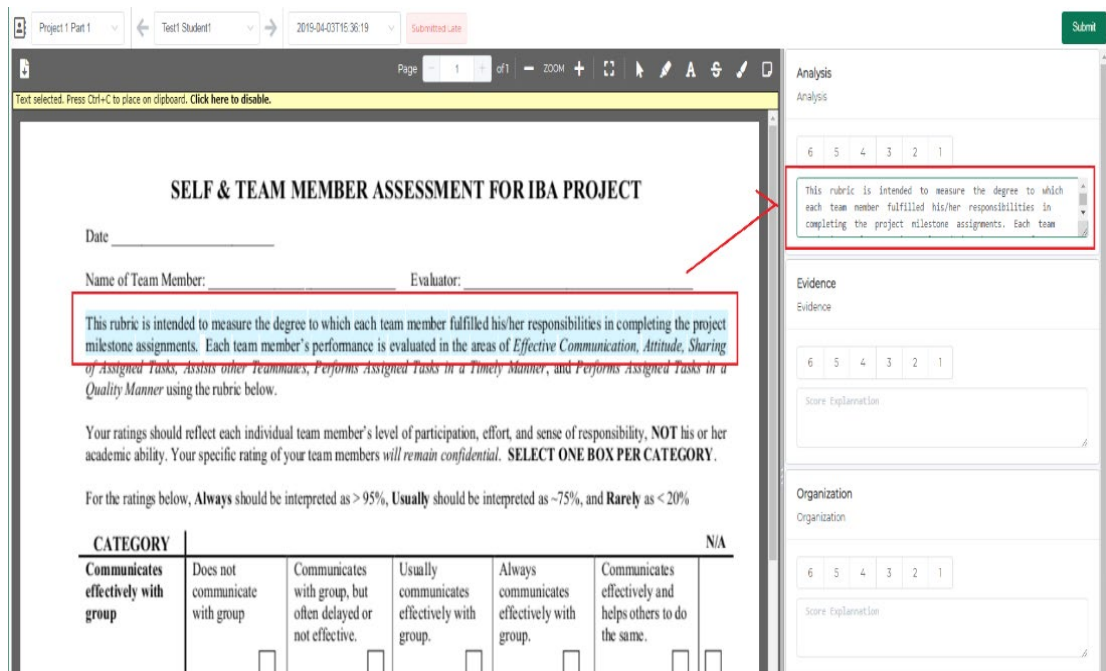 Project 1 Part 1
Test1 Student1
2019-04-03T15:36:19
Submitted Late
Submit
Page - 1 + of 1 - ZOOM + A S
Text selected. Press Ctrl+C to place on clipboard. Click here to disable.
SELF & TEAM MEMBER ASSESSMENT FOR IBA PROJECT
Date
Name of Team Member: Evaluator:
This rubric is intended to measure the degree to which each team member fulfilled his/her responsibilities in completing the project
milestone assignments. Each team member's performance is evaluated in the areas of Effective Communication, Attitude, Sharing
of Assigned Tasks, Assists other Teammates, Performs Assigned Tasks in a Timely Manner, and Performs Assigned Tasks in a
Quality Manner using the rubric below.
Your ratings should reflect each individual team member's level of participation, effort, and sense of responsibility, NOT his or her
academic ability. Your specific rating of your team members will remain confidential. SELECT ONE BOX PER CATEGORY.
For the ratings below, Always should be interpreted as > 95%, Usually should be interpreted as ~75%, and Rarely as < 20%
CATEGORY N/A
Communicates
effectively with
group
Does not
communicate
with group
Communicates
with group, but
often delayed or
not effective.
Usually
communicates
effectively with
group.
Always
communicates
effectively with
group.
Communicates
effectively and
helps others to do
the same.
Analysis
Analysis
6 5 4 3 2 1
This rubric is intended to measure the degree to which
each team member fulfilled his/her responsibilities in
completing the project milestone assignments. Each team
Evidence
Evidence
6 5 4 3 2 1
Score Explannation
Organization
Organization
6 5 4 3 2 1
Score Explannation